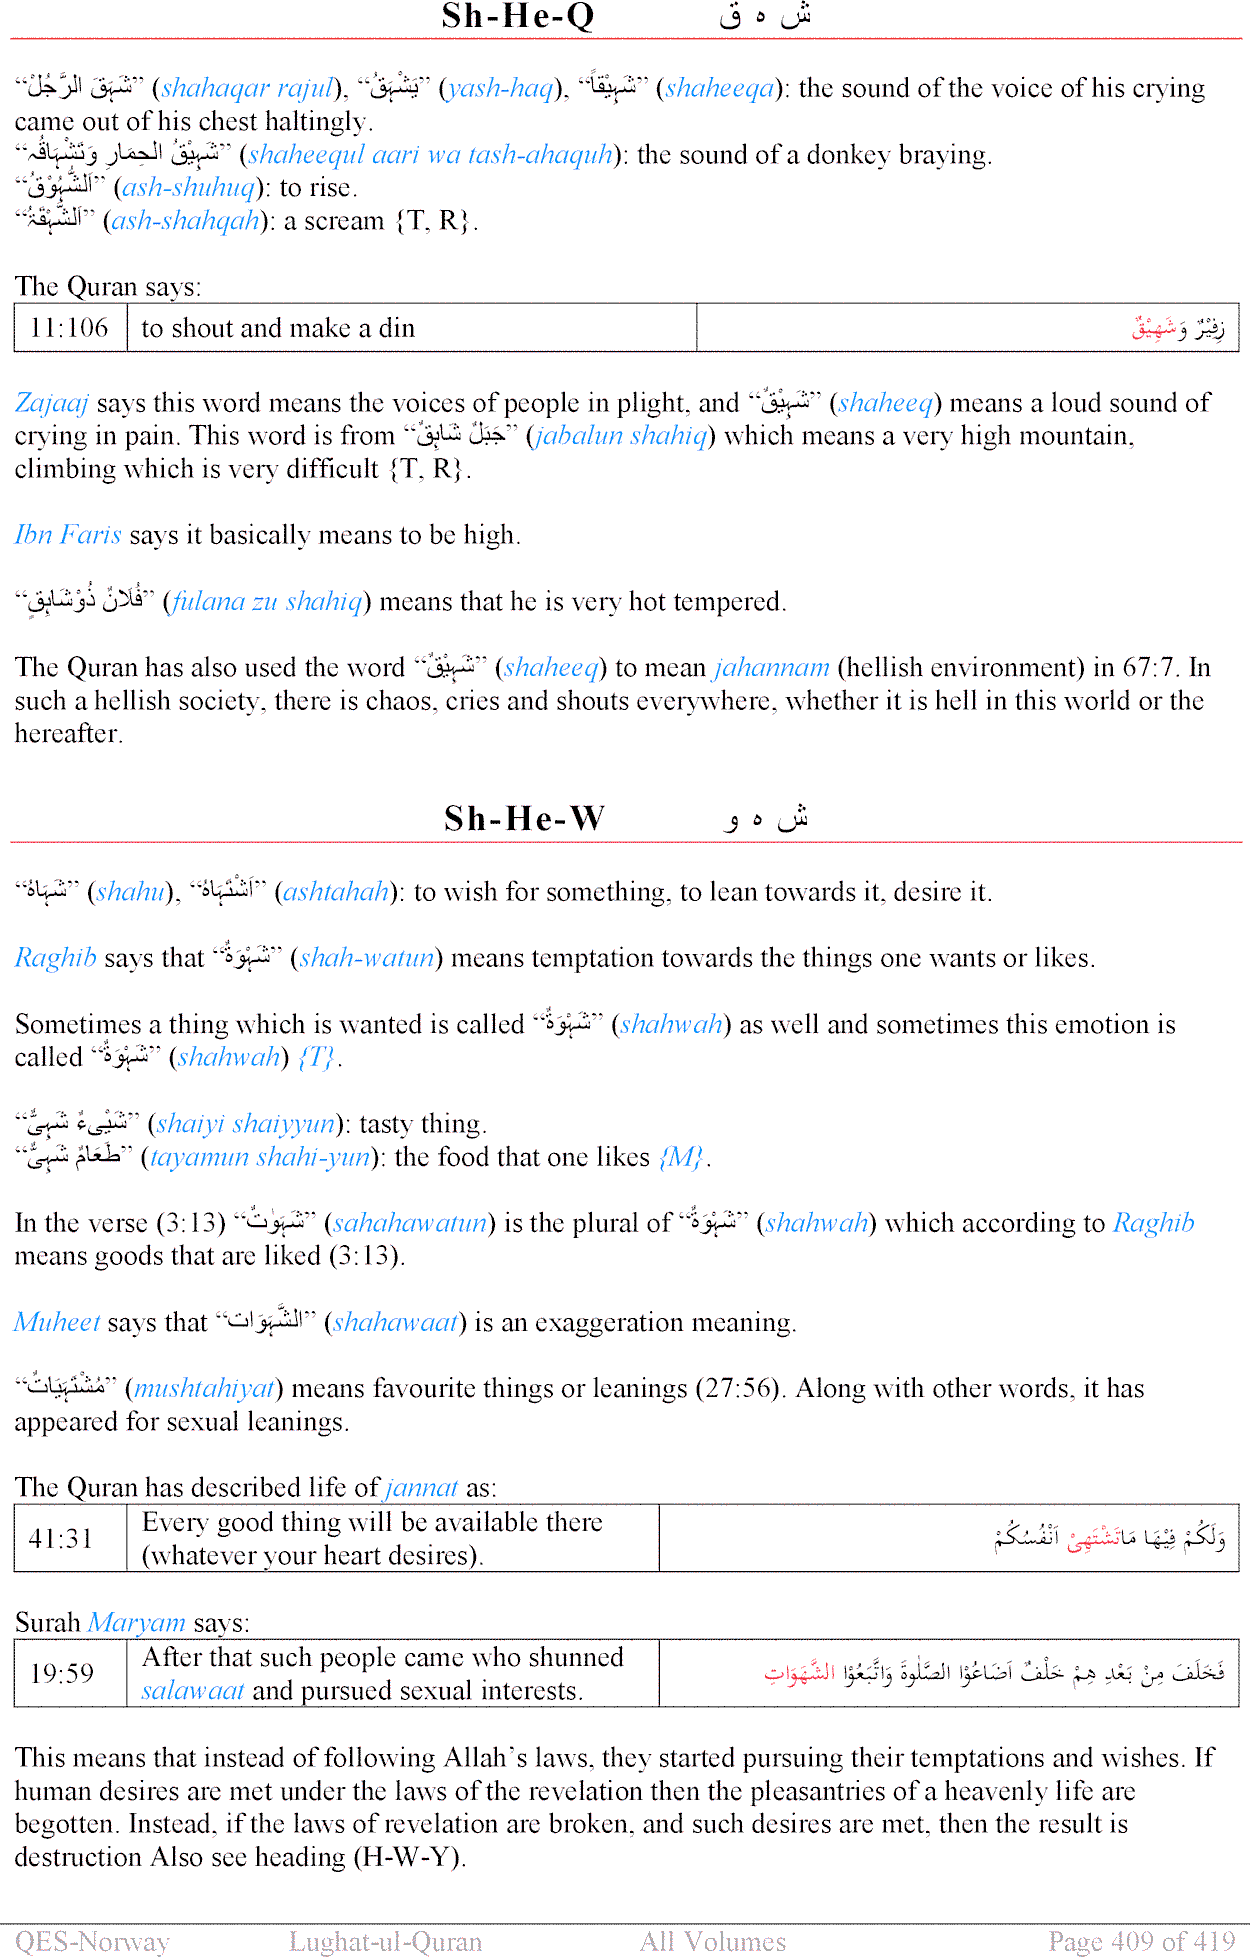 Sh-He-Q ش ہ ق
“شَہَقَ الرَّجُلُ” (shahaqar rajul), “یَشْہَقُ” (yash-haq), “شَہِیْقاً” (shaheeqa): the sound of the voice of his crying
came out of his chest haltingly.
“شَہِیْقُ الحِمَارِ وَتَشْہَاقُہ” (shaheequl aari wa tash-ahaquh): the sound of a donkey braying.
“اَلشُّہُوْقُ” (ash-shuhuq): to rise.
“اَلشَّہْقَۃُ” (ash-shahqah): a scream {T, R}.
The Quran says:
11:106 to shout and make a din زَفِیْرٌ وَشَھِیْقٌ
Zajaaj says this word means the voices of people in plight, and “شَہِیْقٌ” (shaheeq) means a loud sound of
crying in pain. This word is from “جَبَلٌ شَاہِقٌ” (jabalun shahiq) which means a very high mountain,
climbing which is very difficult {T, R}.
Ibn Faris says it basically means to be high.
“فُلَانٌ ذُوْشَاہِقٍ” (fulana zu shahiq) means that he is very hot tempered.
The Quran has also used the word “شَہِیْقٌ” (shaheeq) to mean jahannam (hellish environment) in 67:7. In
such a hellish society, there is chaos, cries and shouts everywhere, whether it is hell in this world or the
hereafter.
Sh-He-W ش ہ و
“شَہَاہُ” (shahu), “اَشْتَہَاہُ” (ashtahah): to wish for something, to lean towards it, desire it.
Raghib says that “شَہْوَۃٌ” (shah-watun) means temptation towards the things one wants or likes.
Sometimes a thing which is wanted is called “شَہْوَۃٌ” (shahwah) as well and sometimes this emotion is
called “شَہْوَۃٌ” (shahwah) {T}.
“شَیْیءٌ شَہِیٌّ” (shaiyi shaiyyun): tasty thing.
“طَعَامٌ شَہِیٌّ” (tayamun shahi-yun): the food that one likes {M}.
In the verse (3:13) “شَہَوٰتٌ” (sahahawatun) is the plural of “شَہْوَۃٌ” (shahwah) which according to Raghib
means goods that are liked (3:13).
Muheet says that “الشَّہَوَات” (shahawaat) is an exaggeration meaning.
“مُشْتَہَیَاتٌ” (mushtahiyat) means favourite things or leanings (27:56). Along with other words, it has
appeared for sexual leanings.
The Quran has described life of jannat as:
41:31 Every good thing will be available there وَلَکُمْ فِیْھَا مَاتَشْتَھِیْ اَنْفُسُکُمْ
(whatever your heart desires).
Surah Maryam says:
19:59 After that such people came who shunned فَخَلَفَ مِنْ بَعْدِ ھِمْ خَلْفٌ اَضَاعُوْا الصَّلٰوۃَ وَاتَّبَعُوْا الشَّھَوَاتِ
salawaat and pursued sexual interests.
This means that instead of following Allah’s laws, they started pursuing their temptations and wishes. If
human desires are met under the laws of the revelation then the pleasantries of a heavenly life are
begotten. Instead, if the laws of revelation are broken, and such desires are met, then the result is
destruction Also see heading (H-W-Y).
QES-Norway Lughat-ul-Quran All Volumes Page 409 of 419